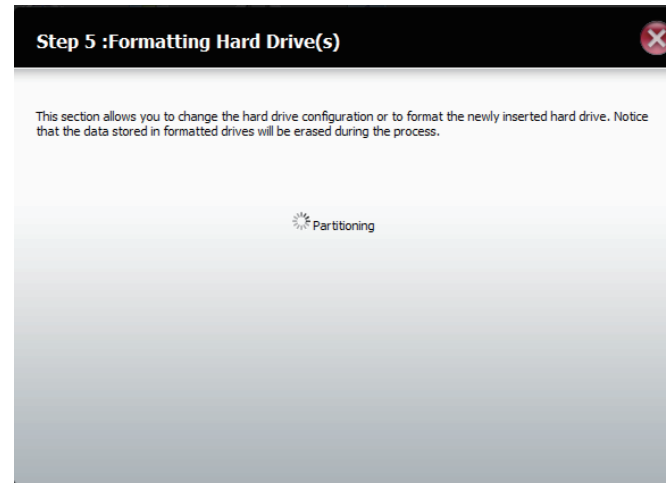 Step 5 :Formatting Hard Drive(s)
This section allows you to change the hard drive configuration or to format the newly inserted hard drive. Notice
that the data stored in formatted drives will be erased during the process.
Partitioning